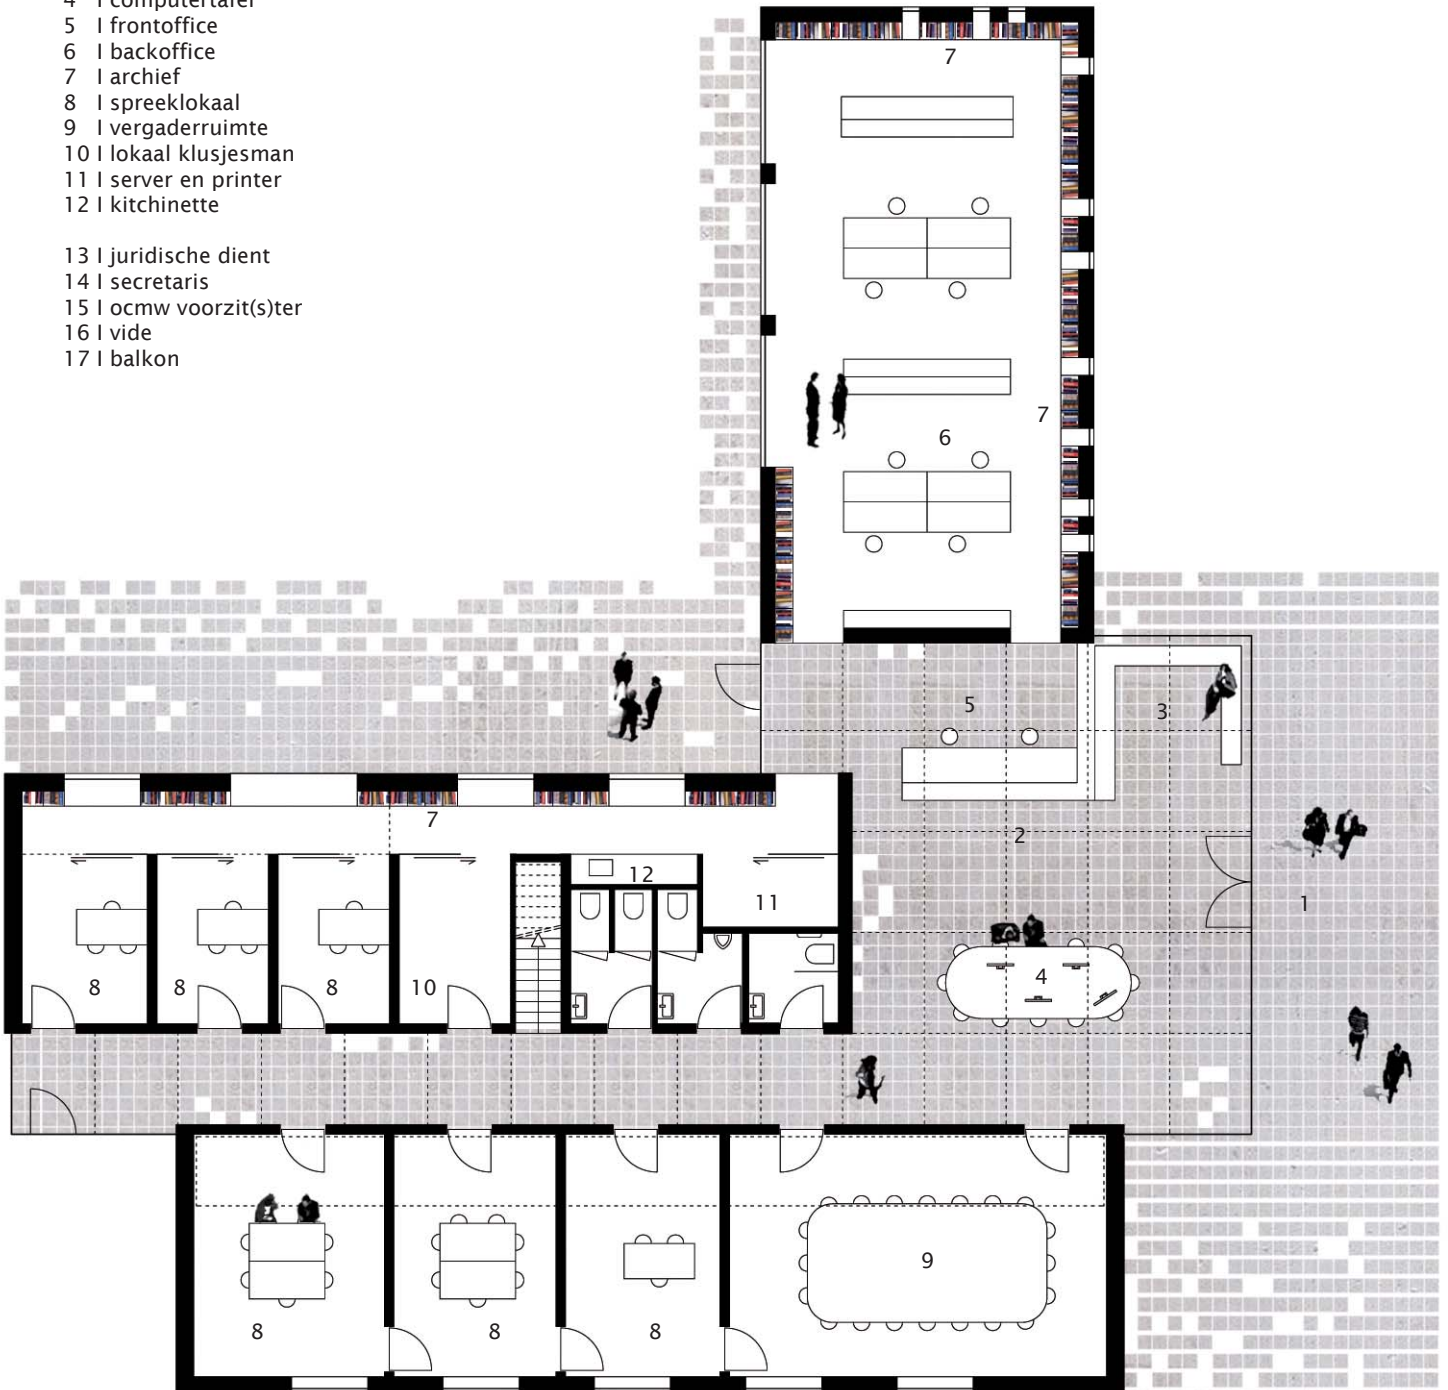 4 I computertafel
5 I frontoffice
6 I backoffice
7 I archief
8 I spreeklokaal
9 I vergaderruimte
10 I lokaal klusjesman
11 I server en printer
12 I kitchinette
13 I juridische dient
14 I secretaris
15 I ocmw voorzit(s)ter
16 I vide
17 I balkon
7
7
6
5
3
7
2
12
11
1
4
8
8
8
10
9
8
8
8